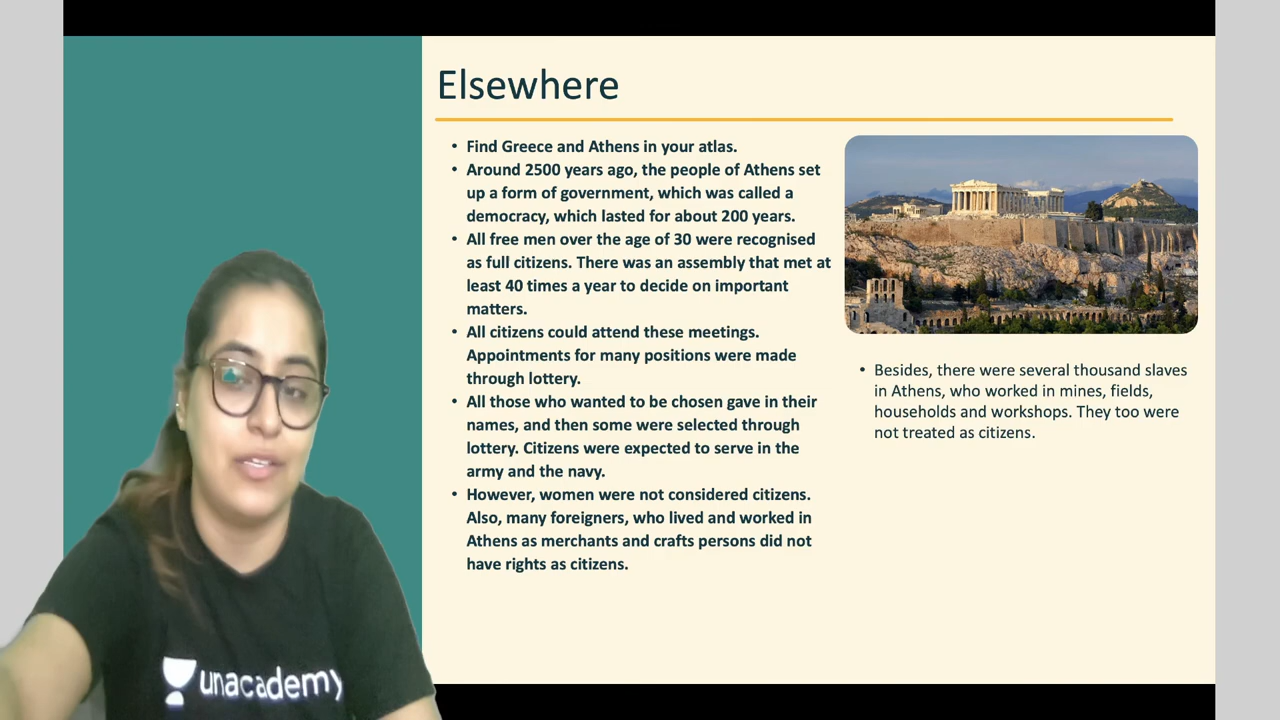 Elsewhere
• Find Greece and Athens in your atlas.
• Around 2500 years ago, the people of Athens set
up a form of government, which was called a
democracy, which lasted for about 200 years.
• All free men over the age of 30 were recognised
as full citizens. There was an assembly that met at
least 40 times a year to decide on important
matters.
• All citizens could attend these meetings.
Appointments for many positions were made
through lottery.
• All those who wanted to be chosen gave in their
names, and then some were selected through
lottery. Citizens were expected to serve in the
army and the navy.
• However, women were not considered citizens.
Also, many foreigners, who lived and worked in
Athens as merchants and crafts persons did not
have rights as citizens.
• Besides, there were several thousand slaves
in Athens, who worked in mines, fields,
households and workshops. They too were
not treated as citizens.
unacademy